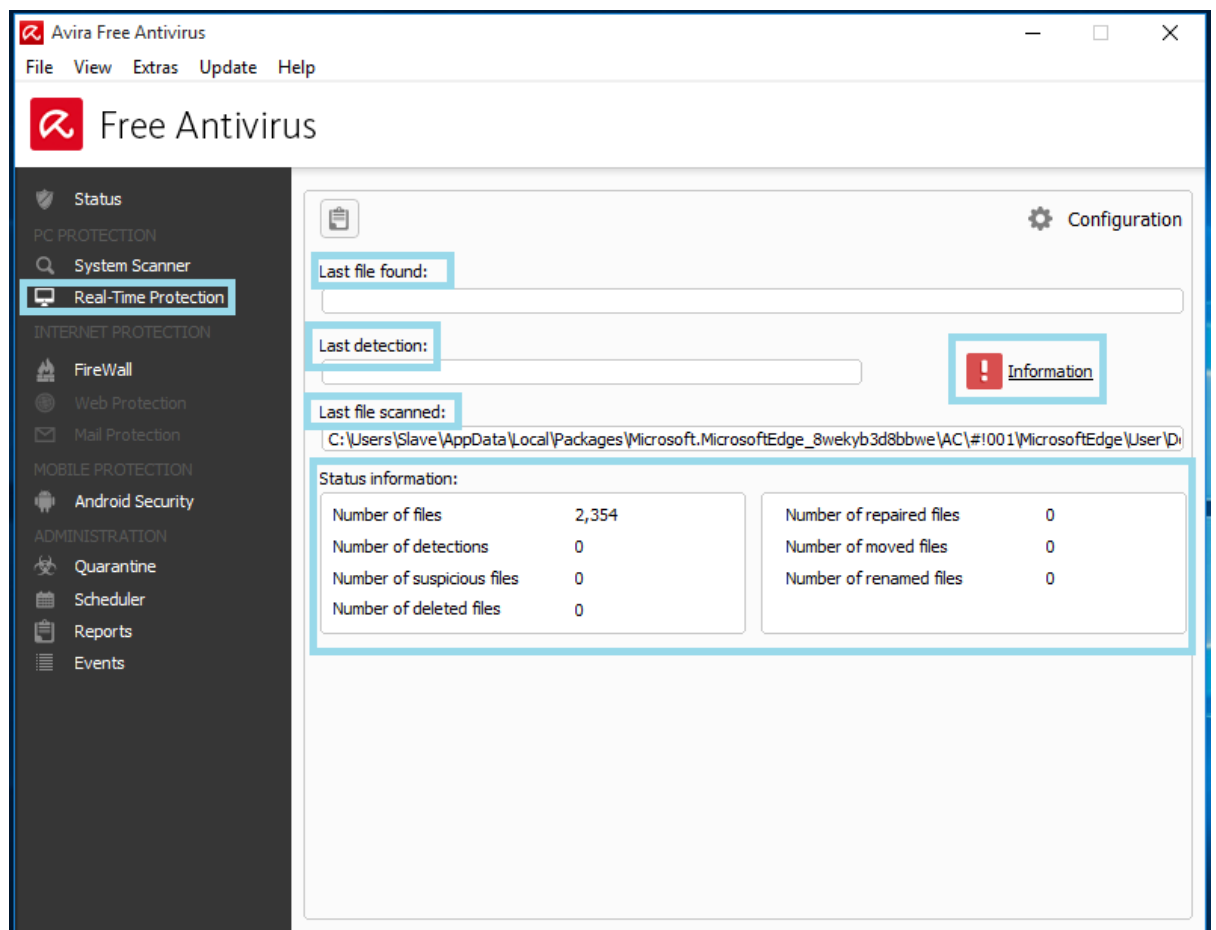 Avira Free Antivirus
File View Extras Update Help
Free Antivirus
Status
PC PROTECTION
System Scanner
Real-Time Protection
INTERNET PROTECTION
FireWall
Web Protection
Mail Protection
MOBILE PROTECTION
Android Security
ADMINISTRATION
Quarantine
Scheduler
Reports
Events
Configuration
Last file found:
Last detection:
Information
Last file scanned:
C:\Users\Slave\AppData\Local\Packages\Microsoft.MicrosoftEdge_8wekyb3d8bbwe\AC\#!001\MicrosoftEdge\User\D
Status information:
Number of files 2,354
Number of detections 0
Number of suspicious files 0
Number of deleted files 0
Number of repaired files 0
Number of moved files 0
Number of renamed files 0